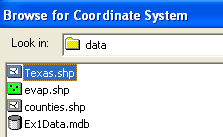 Browse for Coordinate System
Look in: data
Texas.shp
evap.shp
counties.shp
Ex1Data.mdb